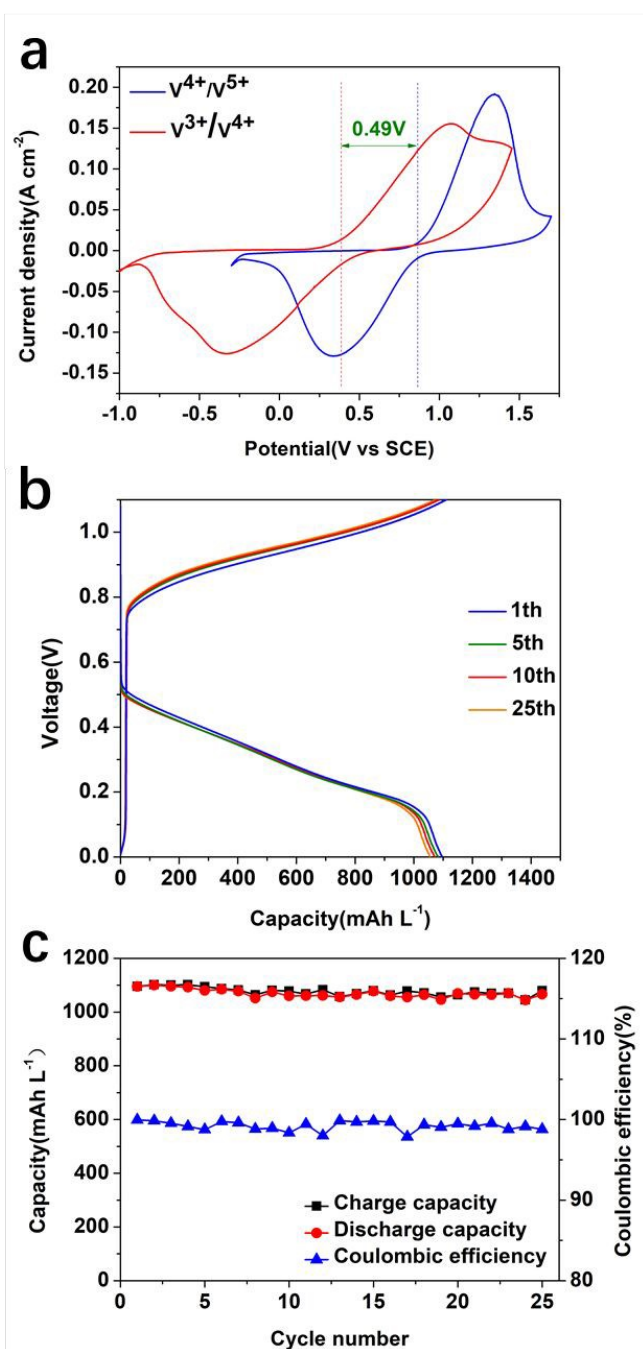 a
V4+/V5+
V3+/V4+
0.49V
0.20
0.15
0.10
0.05
0.00
-0.05
-0.10
-0.15
Current density(A cm-2)
-1.0 -0.5 0.0 0.5 1.0 1.5
Potential(V vs SCE)
b
1.0
0.8
0.6
0.4
0.2
0.0
Voltage(V)
1th
5th
10th
25th
0 200 400 600 800 1000 1200 1400
Capacity(mAh L-1)
c
1200
1000
800
600
400
200
0
Capacity(mAh L-1)
120
110
100
90
80
Coulombic efficiency(%)
Charge capacity
Discharge capacity
Coulombic efficiency
0 5 10 15 20 25
Cycle number